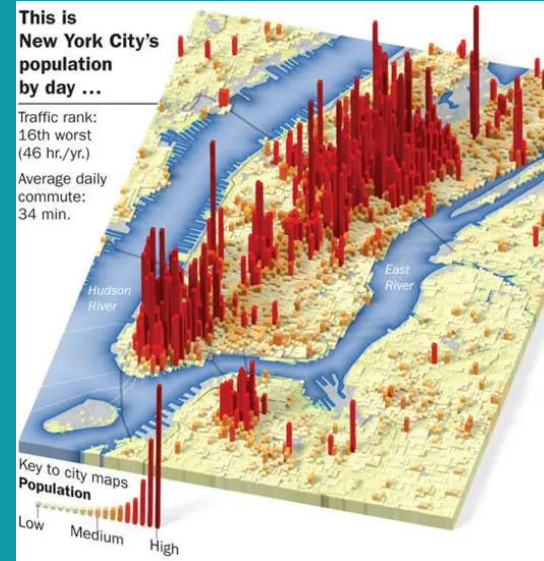 This is
New York City's
population
by day ...
Traffic rank:
16th worst
(46 hr./yr.)
Average daily
commute:
34 min.
Hudson
River
East
River
Key to city maps
Population
Low
Medium
High